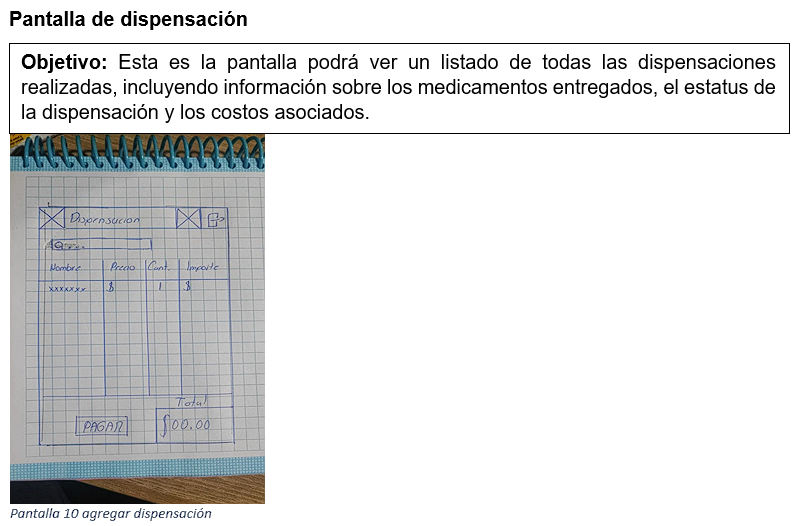 Pantalla de dispensación
Objetivo: Esta es la pantalla podrá ver un listado de todas las dispensaciones
realizadas, incluyendo información sobre los medicamentos entregados, el estatus de
la dispensación y los costos asociados.
Dispensacion
Nombre Precio Cant. Importe
xxxxxxx $ 1 $
Total
PAGAR $00.00
Pantalla 10 agregar dispensación